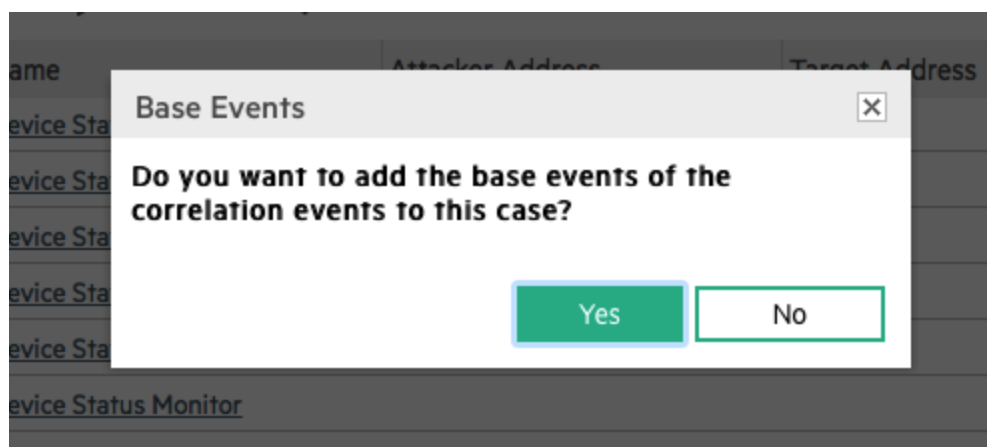 ame Attacker Address Target Address
Base Events
evice Sta
Do you want to add the base events of the
evice Sta
correlation events to this case?
evice Sta
evice Sta
Yes No
evice Sta
evice Status Monitor